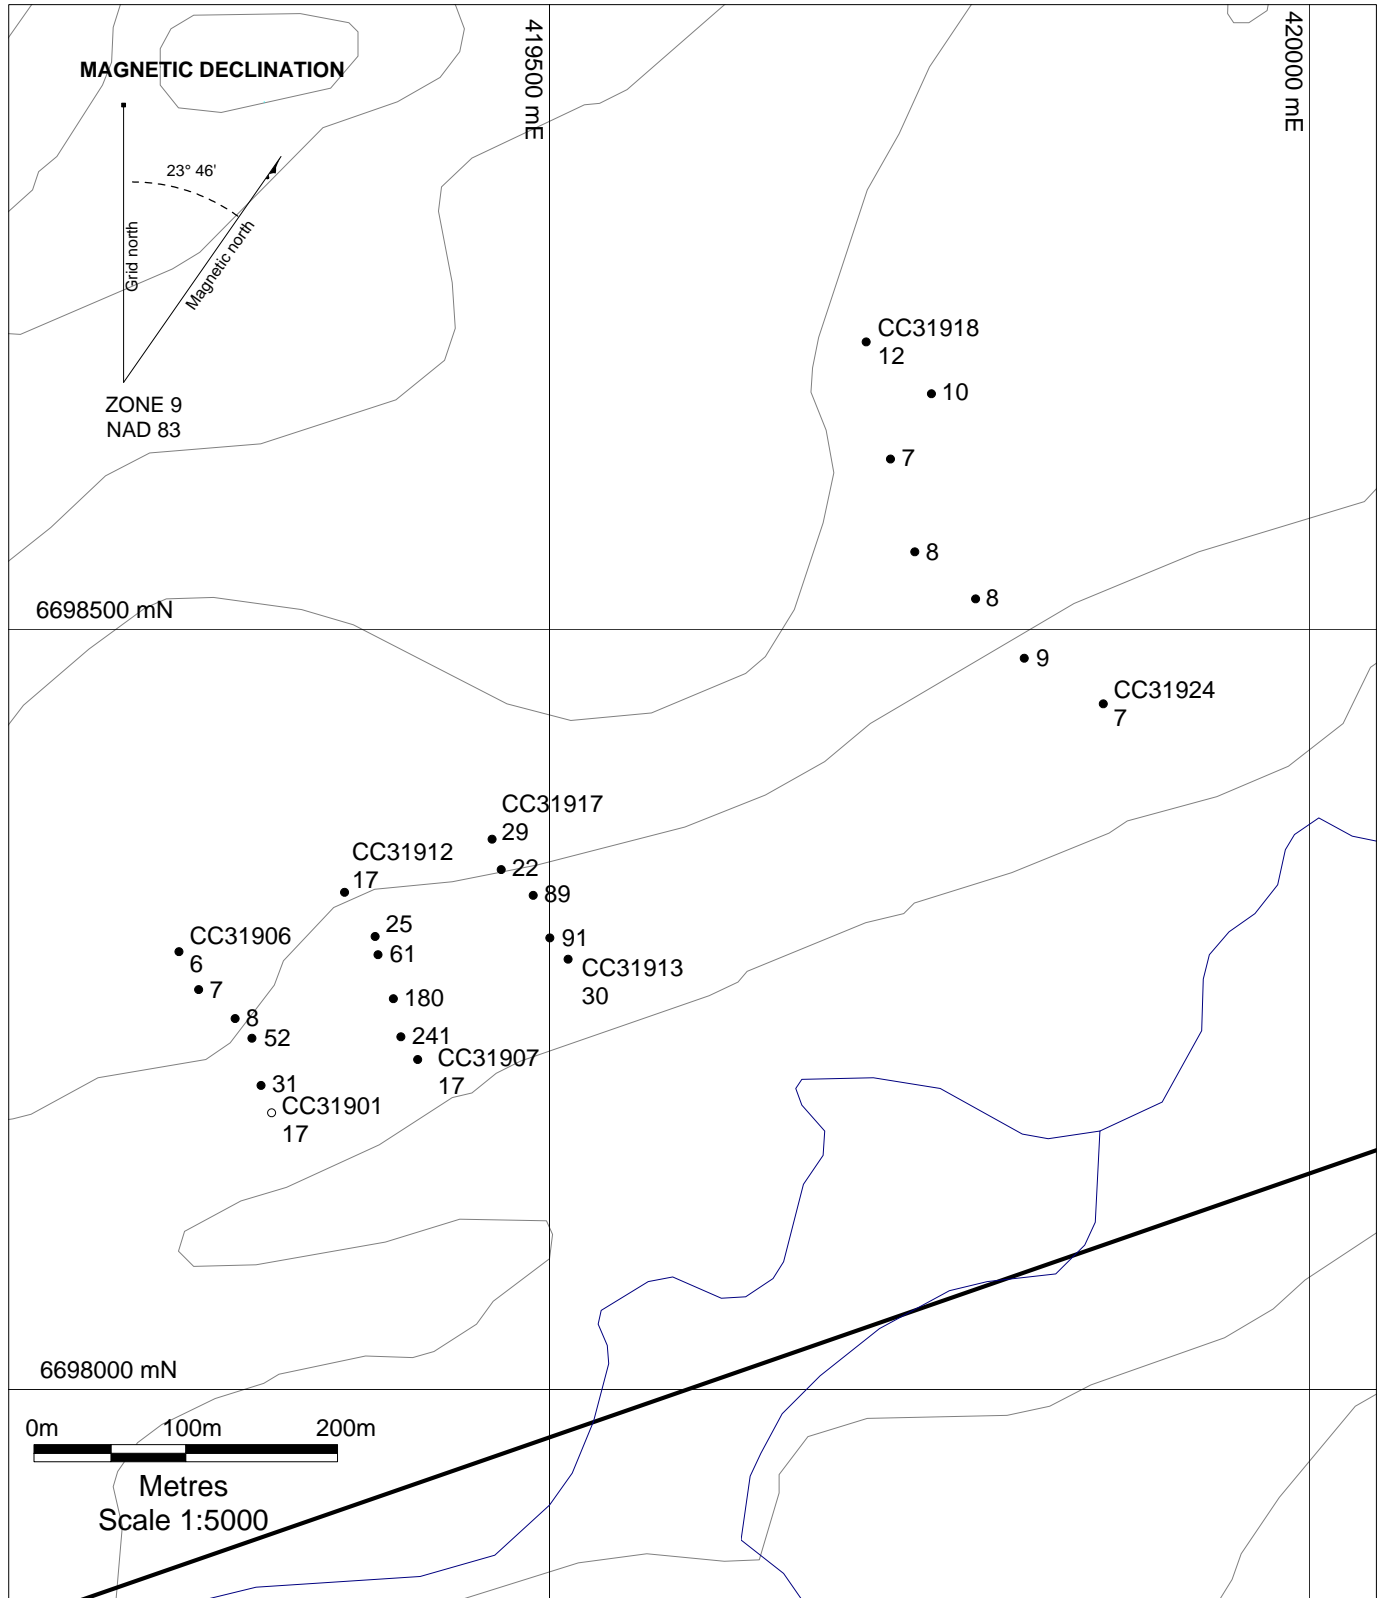 MAGNETIC DECLINATION
23° 46'
Grid north
Magnetic north
ZONE 9
NAD 83
419500 mE
420000 mE
CC31918
12
10
7
8
8
6698500 mN
9
CC31924
7
CC31917
29
22
89
91
CC31913
30
CC31912
17
25
61
180
241
CC31907
17
CC31906
6
7
8
52
31
CC31901
17
6698000 mN
0m 100m 200m
Metres
Scale 1:5000